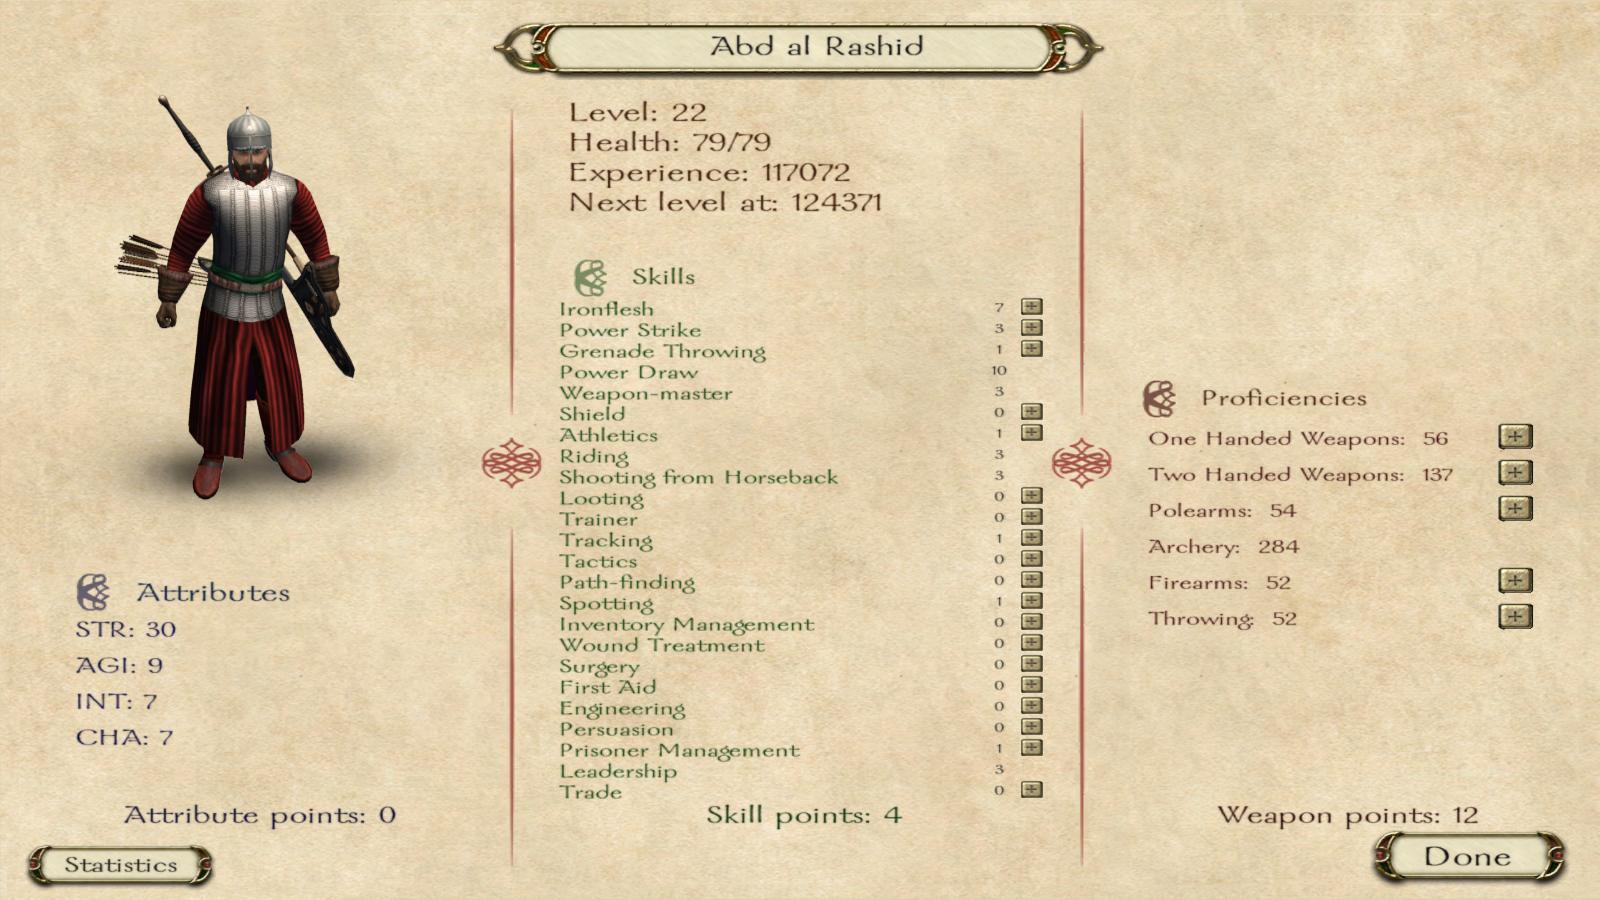 Abd al Rashid
Level: 22
Health: 79/79
Experience: 117072
Next level at: 124371
Skills
Ironflesh 7
Power Strike 3
Grenade Throwing 1
Power Draw 10
Weapon-master 3
Shield 0
Athletics 1
Riding 3
Shooting from Horseback 3
Looting 0
Trainer 0
Tracking 1
Tactics 0
Path-finding 0
Spotting 1
Inventory Management 0
Wound Treatment 0
Surgery 0
First Aid 0
Engineering 0
Persuasion 0
Prisoner Management 1
Leadership 3
Trade 0
Skill points: 4
Attributes
STR: 30
AGI: 9
INT: 7
CHA: 7
Attribute points: 0
Statistics
Proficiencies
One Handed Weapons: 56
Two Handed Weapons: 137
Polearms: 54
Archery: 284
Firearms: 52
Throwing: 52
Weapon points: 12
Done